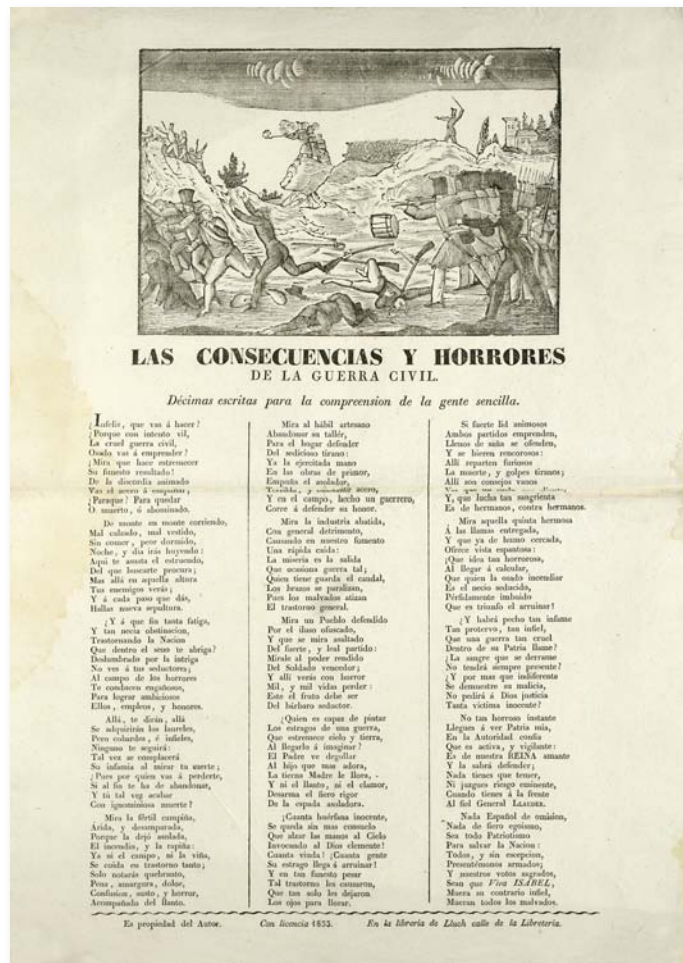 LAS CONSECUENCIAS Y HORRORES
DE LA GUERRA CIVIL.
Décimas escritas para la compreension de la gente sencilla.
¿Infeliz, que vas á hacer?
¿Porque con intento vil,
La cruel guerra civil,
Osado vas á emprender?
¡Mira que hace estremecer
Su funesto resultado!
De la discordia animado
Vas el acero á empuñar;
¿Paraque? Para quedar
O muerto, ó abominado.
De monte en monte corriendo,
Mal calzado, mal vestido,
Sin comer, peor dormido,
Noche, y dia irás huyendo:
Aqui te asusta el estruendo,
Del que buscarte procura;
Mas allá en aquella altura
Tus enemigos verás;
Y á cada paso que dás,
Hallas nueva sepultura.
¿Y á que fin tanta fatiga,
Y tan necia obstinacion,
Trastornando la Nacion
Que dentro el seno te abriga?
Deslumbrado por la intriga
No ves á tus seductores;
Al campo de los horrores
Te conducen engañosos,
Para lograr ambiciosos
Ellos, empleos, y honores.
Allá, te dirán, allá
Se adquirirán los laureles,
Pero cobardes, é infieles,
Ninguno te seguirá:
Tal vez se complacerá
Su infamia al mirar tu suerte;
¿Pues por quien vas á perderte,
Si al fin te ha de abandonar,
Y tú tal vez acabar
Con ignominiosa muerte?
Mira la fértil campiña,
Árida, y desamparada,
Porque la dejó asolada,
El incendio, y la rapiña:
Ya ni el campo, ni la viña,
Se cuida en trastorno tanto;
Solo notarás quebranto,
Pena, amargura, dolor,
Confusion, susto, y horror,
Acompañado del llanto.
Mira al hábil artesano
Abandonar su tallér,
Para el hogar defender
Del sedicioso tirano:
Ya la ejercitada mano
En las obras de primor,
Empuña el asolador,
Terrible, y acero,
Y en el campo, hecho un guerrero,
Corre á defender su honor.
Mira la industria abatida,
Con general detrimento,
Causando en nuestro fomento
Una rápida caida:
La miseria es la salida
Que ocasiona guerra tal;
Quien tiene guarda el caudal,
Los brazos se paralizan,
Pues los malvados atizan
El trastorno general.
Mira un Pueblo defendido
Por el iluso ofuscado,
Y que se mira asaltado
Del fuerte, y leal partido:
Mírale al poder rendido
Del Soldado vencedor;
Y allí verás con horror
Mil, y mil vidas perder:
Este el fruto debe ser
Del bárbaro seductor.
¿Quien es capaz de pintar
Los estragos de una guerra,
Que estremece cielo y tierra,
Al llegarlo á imaginar?
El Padre ve degollar
Al hijo que mas adora,
La tierna Madre le llora,
Y ni el llanto, ni el clamor,
Desarma el fiero rigor
De la espada asoladora.
¡Cuanta huérfana inocente,
Se queda sin mas consuelo
Que alzar las manos al Cielo
Invocando al Dios clemente!
Cuanta viuda! ¡Cuanta gente
Su estrago llega á arruinar!
Y en tan funesto pesar
Tal trastorno les causaron,
Que tan solo les dejaron
Los ojos para llorar.
Si fuerte lid animosos
Ambos partidos emprenden,
Llenos de saña se ofenden,
Y se hieren rencorosos:
Allí reparten furiosos
La muerte, y golpes tiranos;
Allí son consejos vanos
Y, que lucha tan sangrienta
Es de hermanos, contra hermanos.
Mira aquella quinta hermosa
Á las llamas entregada,
Y que ya de humo cercada,
Ofrece vista espantosa:
¡Que idea tan horrorosa,
Al llegar á calcular,
Que quien la osado incendiar
Es el necio seducido,
Pérfidamente imbuido
Que es triunfo el arruinar!
¿Y habrá pecho tan infame
Tan protervo, tan infiel,
Que una guerra tan cruel
Dentro de su Patria llame?
¿La sangre que se derrame
No tendrá siempre presente?
¿Y por mas que indiferente
Se demuestre su malicia,
No pedirá á Dios justicia
Tanta víctima inocente?
No tan horroso instante
Llegues á ver Patria mia,
En la Autoridad confia
Que es activa, y vigilante:
Es de nuestra REINA amante
Y la sabrá defender;
Nada tienes que temer,
Ni juzgues riesgo eminente,
Cuando tienes á la frente
Al fiel General LLAUDER.
Nada Español de omision,
Nada de fiero egoismo,
Sea todo Patriotismo
Para salvar la Nacion:
Todos, y sin excepcion,
Presentémonos armados;
Y nuestros votos sagrados,
Sean que Viva ISABEL,
Muera su contrario infiel,
Mueran todos los malvados.
Es propiedad del Autor. Con licencia 1833. En la librería de Lluch calle de la Libretería.